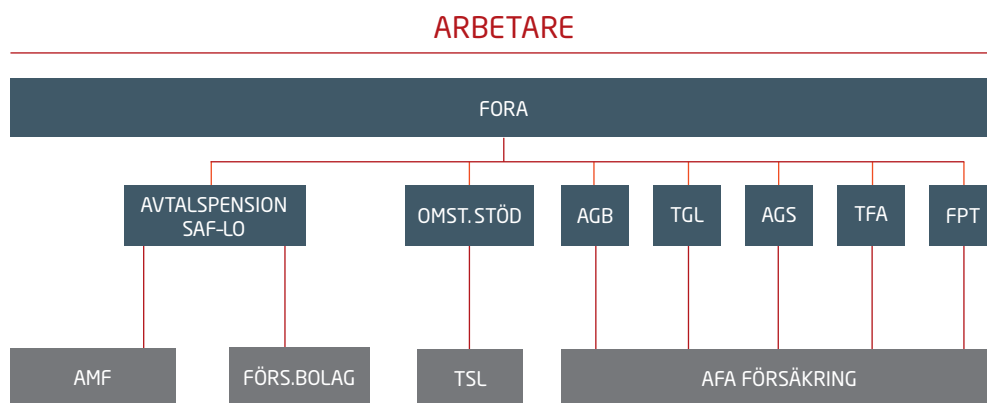 ARBETARE
FORA
AVTALSPENSION
SAF-LO
OMST. STÖD
AGB
TGL
AGS
TFA
FPT
AMF
FÖRS.BOLAG
TSL
AFA FÖRSÄKRING